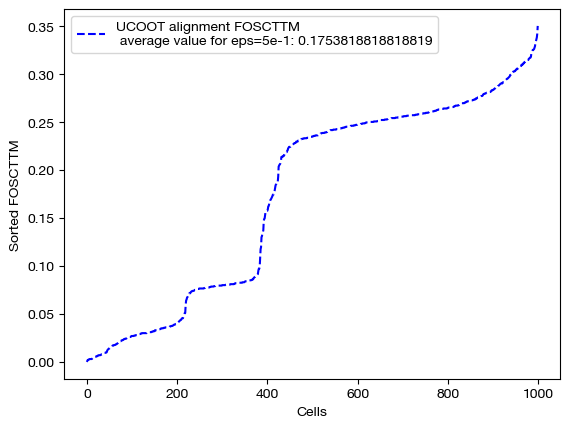 UCOOT alignment FOSCTTM
average value for eps=5e-1: 0.1753818818818819
0.35
0.30
0.25
0.20
0.15
0.10
0.05
0.00
Sorted FOSCTTM
0 200 400 600 800 1000
Cells